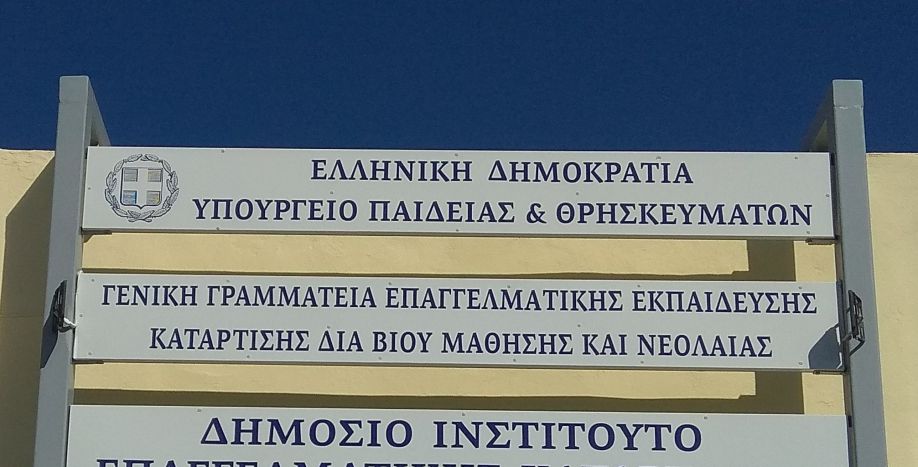 ΕΛΛΗΝΙΚΗ ΔΗΜΟΚΡΑΤΙΑ
ΥΠΟΥΡΓΕΙΟ ΠΑΙΔΕΙΑΣ & ΘΡΗΣΚΕΥΜΑΤΩΝ
ΓΕΝΙΚΗ ΓΡΑΜΜΑΤΕΙΑ ΕΠΑΓΓΕΛΜΑΤΙΚΗΣ ΕΚΠΑΙΔΕΥΣΗΣ
ΚΑΤΑΡΤΙΣΗΣ ΔΙΑ ΒΙΟΥ ΜΑΘΗΣΗΣ ΚΑΙ ΝΕΟΛΑΙΑΣ
ΔΗΜΟΣΙΟ ΙΝΣΤΙΤΟΥΤΟ